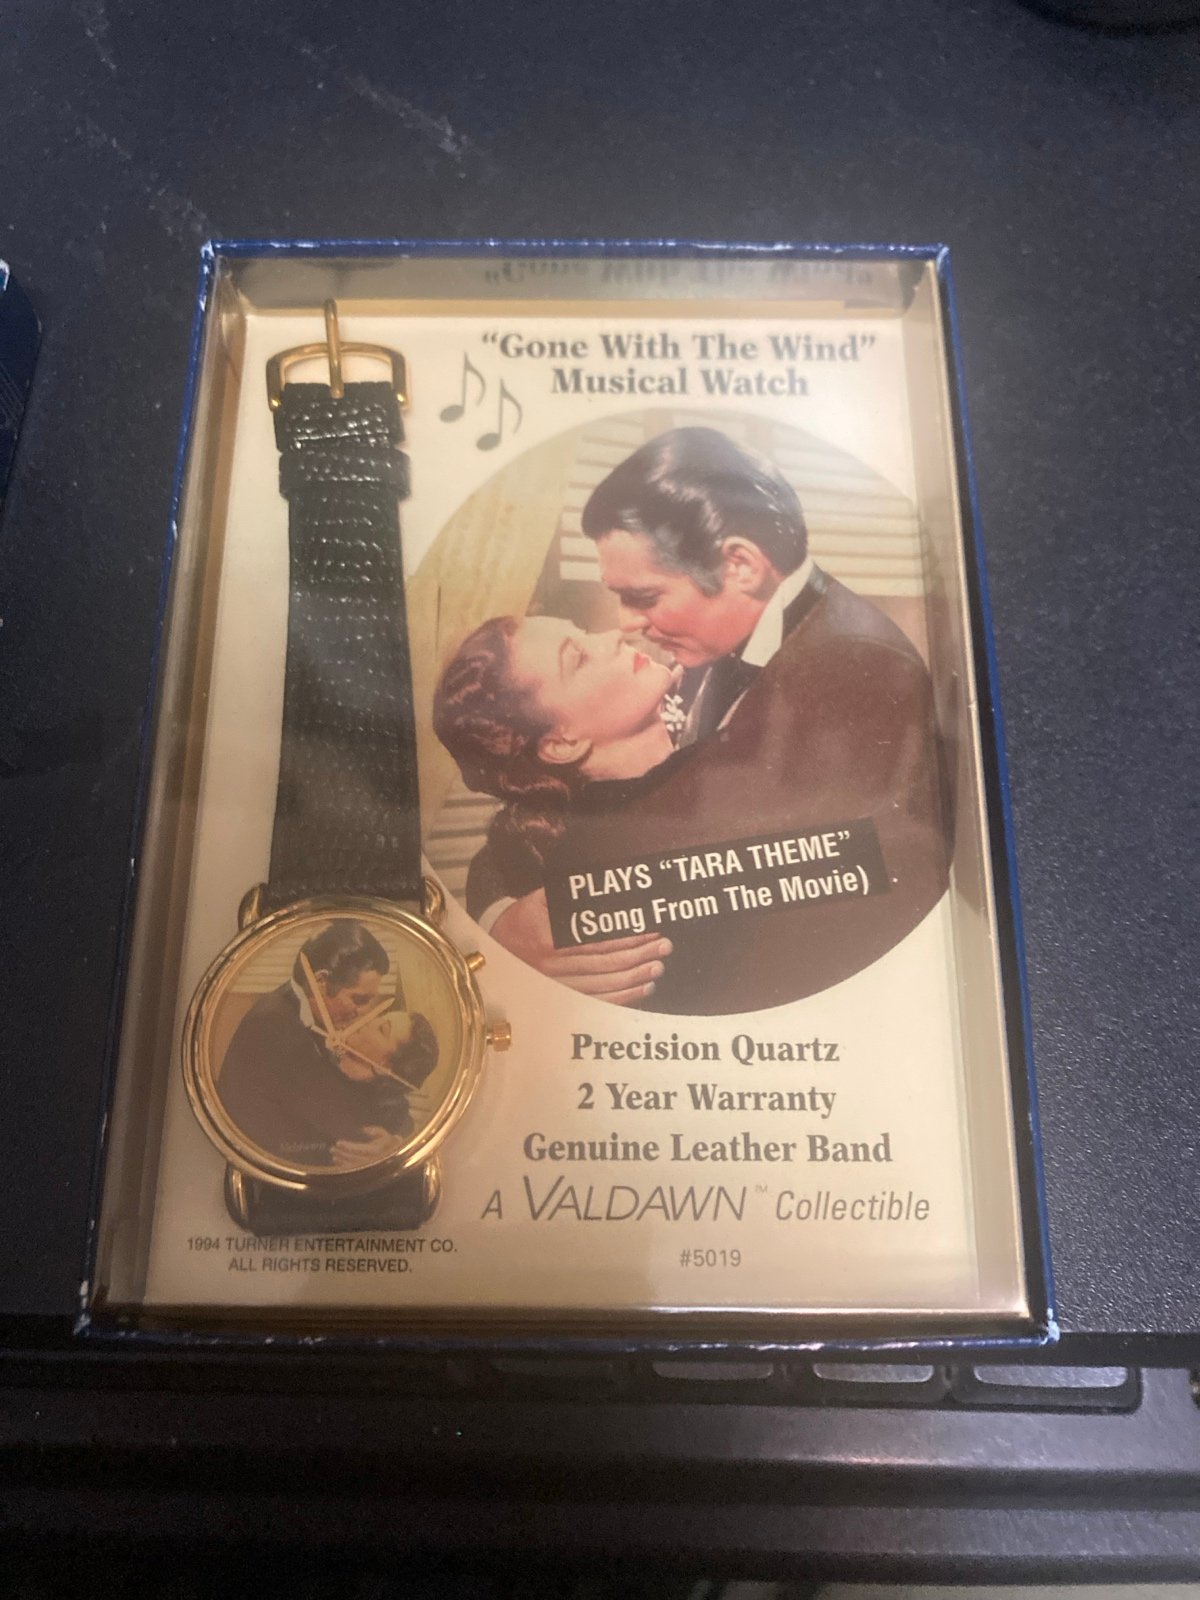 “Gone With The Wind”
Musical Watch
PLAYS “TARA THEME”
(Song From The Movie)
Precision Quartz
2 Year Warranty
Genuine Leather Band
A VALDAWN™ Collectible
#5019
1994 TURNER ENTERTAINMENT CO.
ALL RIGHTS RESERVED.
Valdawn